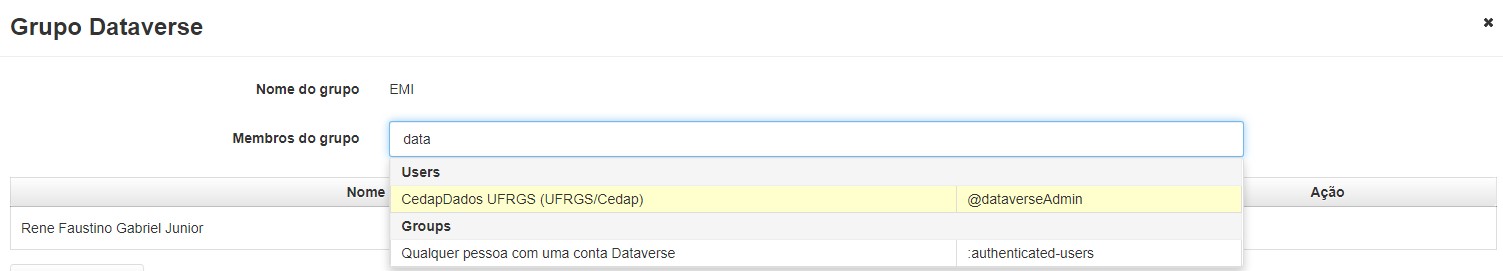 Grupo Dataverse
✖
Nome do grupo EMI
Membros do grupo data
Users
CedapDados UFRGS (UFRGS/Cedap) @dataverseAdmin
Groups
Qualquer pessoa com uma conta Dataverse :authenticated-users
Nome Ação
Rene Faustino Gabriel Junior